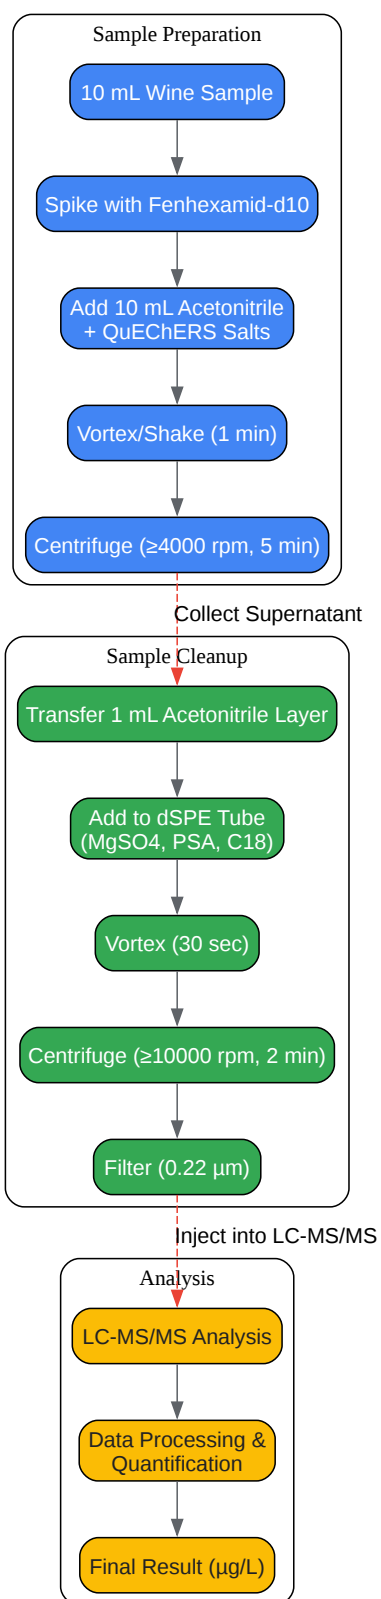 Sample Preparation
10 mL Wine Sample
Spike with Fenhexamid-d10
Add 10 mL Acetonitrile
+ QuEChERS Salts
Vortex/Shake (1 min)
Centrifuge (≥4000 rpm, 5 min)
Collect Supernatant
Sample Cleanup
Transfer 1 mL Acetonitrile Layer
Add to dSPE Tube
(MgSO4, PSA, C18)
Vortex (30 sec)
Centrifuge (≥10000 rpm, 2 min)
Filter (0.22 µm)
Inject into LC-MS/MS
Analysis
LC-MS/MS Analysis
Data Processing &
Quantification
Final Result (µg/L)